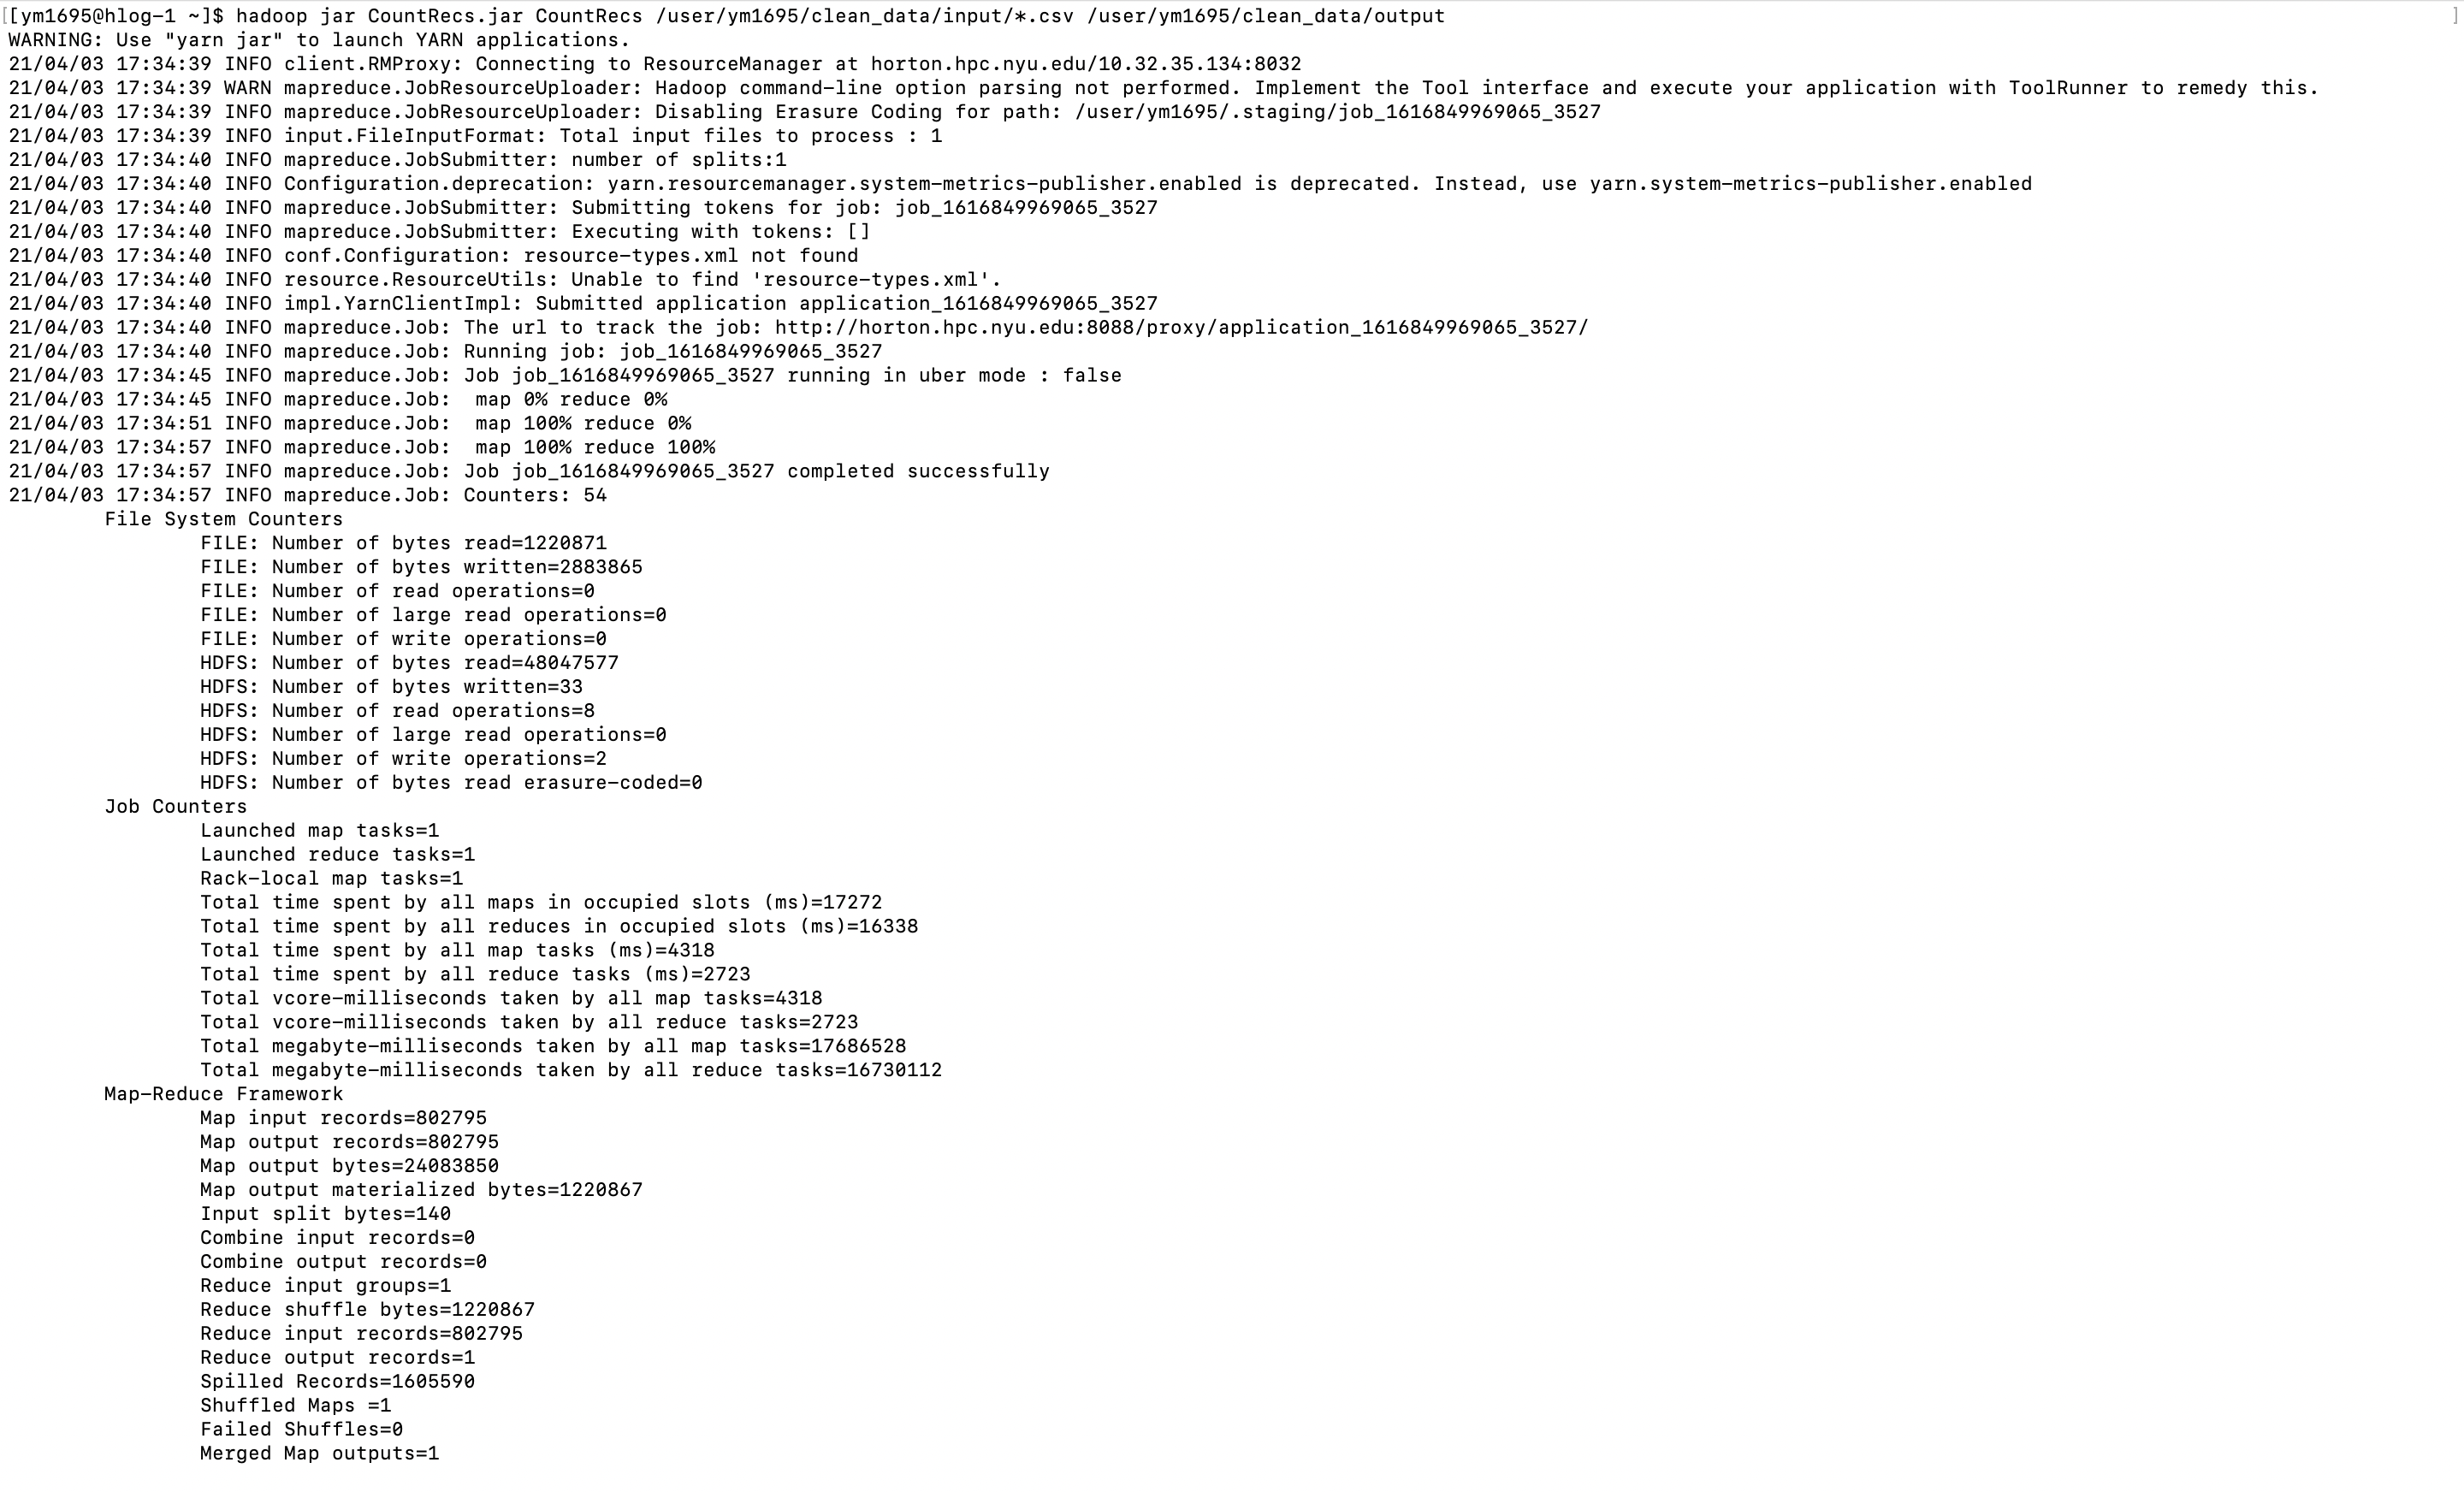 [[ym1695@hlog-1 ~]$ hadoop jar CountRecs.jar CountRecs /user/ym1695/clean_data/input/*.csv /user/ym1695/clean_data/output ]
WARNING: Use "yarn jar" to launch YARN applications.
21/04/03 17:34:39 INFO client.RMProxy: Connecting to ResourceManager at horton.hpc.nyu.edu/10.32.35.134:8032
21/04/03 17:34:39 WARN mapreduce.JobResourceUploader: Hadoop command-line option parsing not performed. Implement the Tool interface and execute your application with ToolRunner to remedy this.
21/04/03 17:34:39 INFO mapreduce.JobResourceUploader: Disabling Erasure Coding for path: /user/ym1695/.staging/job_1616849969065_3527
21/04/03 17:34:39 INFO input.FileInputFormat: Total input files to process : 1
21/04/03 17:34:40 INFO mapreduce.JobSubmitter: number of splits:1
21/04/03 17:34:40 INFO Configuration.deprecation: yarn.resourcemanager.system-metrics-publisher.enabled is deprecated. Instead, use yarn.system-metrics-publisher.enabled
21/04/03 17:34:40 INFO mapreduce.JobSubmitter: Submitting tokens for job: job_1616849969065_3527
21/04/03 17:34:40 INFO mapreduce.JobSubmitter: Executing with tokens: []
21/04/03 17:34:40 INFO conf.Configuration: resource-types.xml not found
21/04/03 17:34:40 INFO resource.ResourceUtils: Unable to find 'resource-types.xml'.
21/04/03 17:34:40 INFO impl.YarnClientImpl: Submitted application application_1616849969065_3527
21/04/03 17:34:40 INFO mapreduce.Job: The url to track the job: http://horton.hpc.nyu.edu:8088/proxy/application_1616849969065_3527/
21/04/03 17:34:40 INFO mapreduce.Job: Running job: job_1616849969065_3527
21/04/03 17:34:45 INFO mapreduce.Job: Job job_1616849969065_3527 running in uber mode : false
21/04/03 17:34:45 INFO mapreduce.Job:  map 0% reduce 0%
21/04/03 17:34:51 INFO mapreduce.Job:  map 100% reduce 0%
21/04/03 17:34:57 INFO mapreduce.Job:  map 100% reduce 100%
21/04/03 17:34:57 INFO mapreduce.Job: Job job_1616849969065_3527 completed successfully
21/04/03 17:34:57 INFO mapreduce.Job: Counters: 54
File System Counters
FILE: Number of bytes read=1220871
FILE: Number of bytes written=2883865
FILE: Number of read operations=0
FILE: Number of large read operations=0
FILE: Number of write operations=0
HDFS: Number of bytes read=48047577
HDFS: Number of bytes written=33
HDFS: Number of read operations=8
HDFS: Number of large read operations=0
HDFS: Number of write operations=2
HDFS: Number of bytes read erasure-coded=0
Job Counters
Launched map tasks=1
Launched reduce tasks=1
Rack-local map tasks=1
Total time spent by all maps in occupied slots (ms)=17272
Total time spent by all reduces in occupied slots (ms)=16338
Total time spent by all map tasks (ms)=4318
Total time spent by all reduce tasks (ms)=2723
Total vcore-milliseconds taken by all map tasks=4318
Total vcore-milliseconds taken by all reduce tasks=2723
Total megabyte-milliseconds taken by all map tasks=17686528
Total megabyte-milliseconds taken by all reduce tasks=16730112
Map-Reduce Framework
Map input records=802795
Map output records=802795
Map output bytes=24083850
Map output materialized bytes=1220867
Input split bytes=140
Combine input records=0
Combine output records=0
Reduce input groups=1
Reduce shuffle bytes=1220867
Reduce input records=802795
Reduce output records=1
Spilled Records=1605590
Shuffled Maps =1
Failed Shuffles=0
Merged Map outputs=1